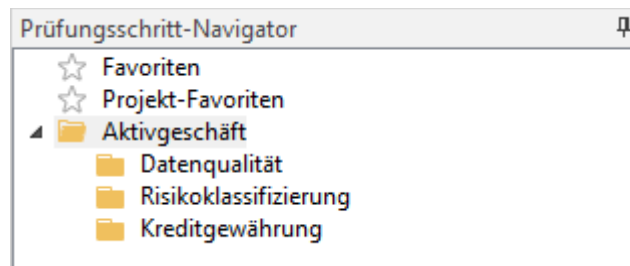 Prüfungsschritt-Navigator
Favoriten
Projekt-Favoriten
Aktivgeschäft
Datenqualität
Risikoklassifizierung
Kreditgewährung